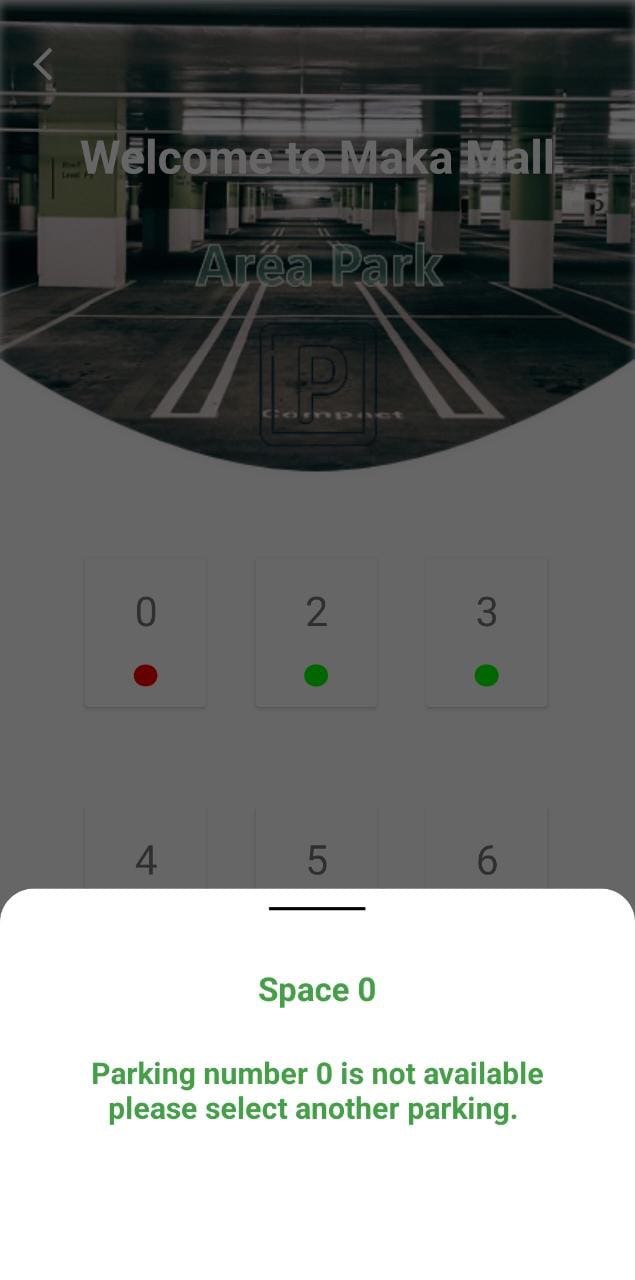 Welcome to Maka Mall
Area Park
P
Compact
0
2
3
4
5
6
Space 0
Parking number 0 is not available
please select another parking.